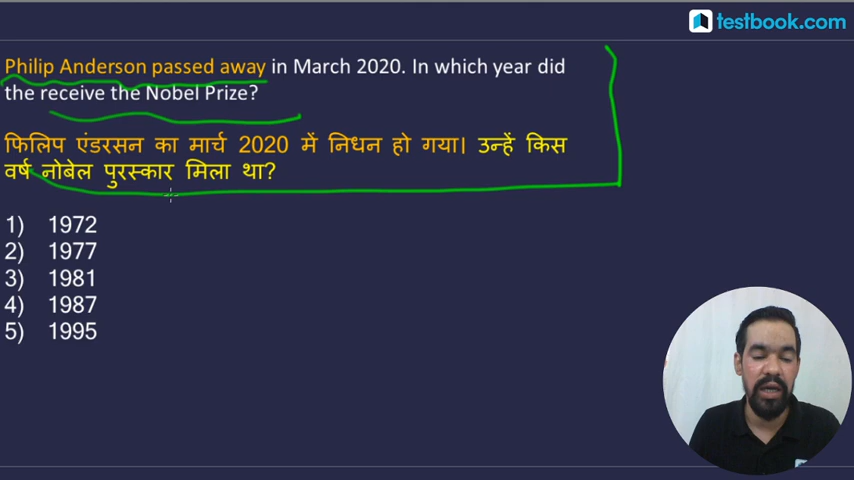 testbook.com
Philip Anderson passed away in March 2020. In which year did
the receive the Nobel Prize?
फिलिप एंडरसन का मार्च 2020 में निधन हो गया। उन्हें किस
वर्ष नोबेल पुरस्कार मिला था?
1) 1972
2) 1977
3) 1981
4) 1987
5) 1995